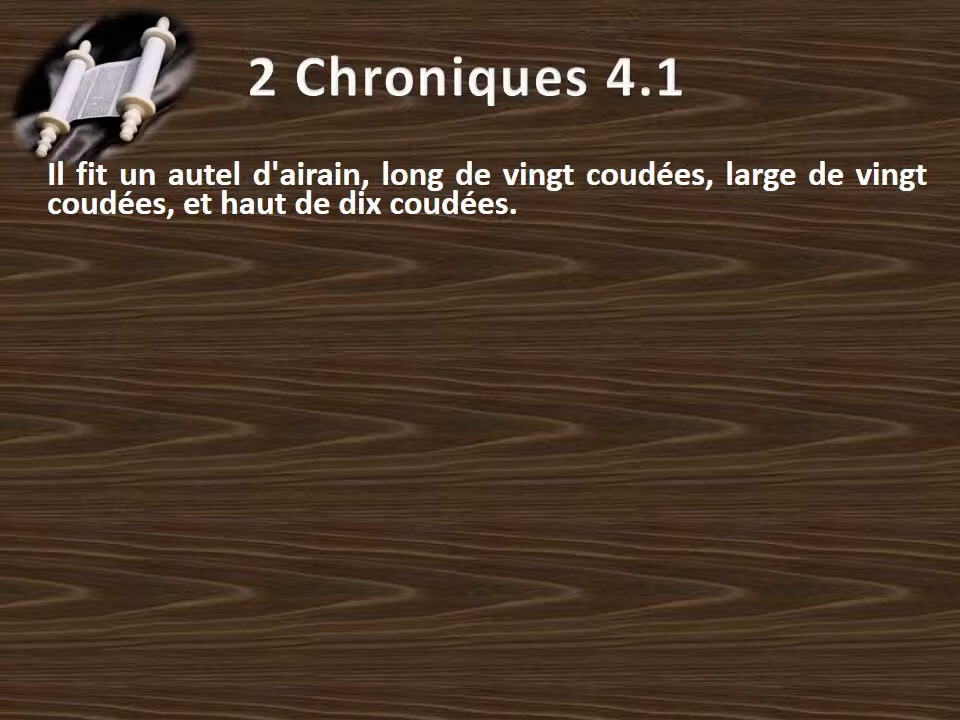 2 Chroniques 4.1
Il fit un autel d'airain, long de vingt coudées, large de vingt
coudées, et haut de dix coudées.